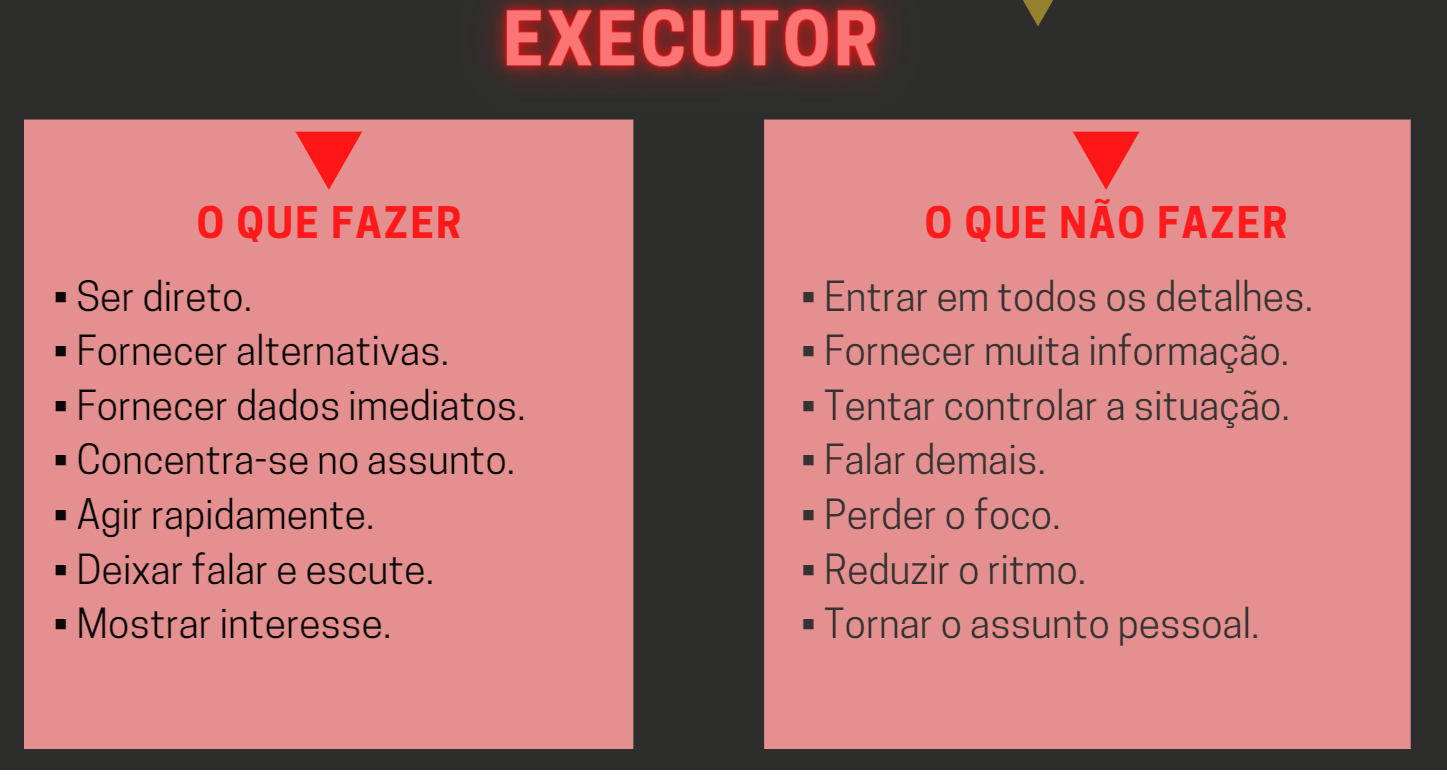 EXECUTOR
O QUE FAZER
▪ Ser direto.
▪ Fornecer alternativas.
▪ Fornecer dados imediatos.
▪ Concentra-se no assunto.
▪ Agir rapidamente.
▪ Deixar falar e escute.
▪ Mostrar interesse.
O QUE NÃO FAZER
▪ Entrar em todos os detalhes.
▪ Fornecer muita informação.
▪ Tentar controlar a situação.
▪ Falar demais.
▪ Perder o foco.
▪ Reduzir o ritmo.
▪ Tornar o assunto pessoal.